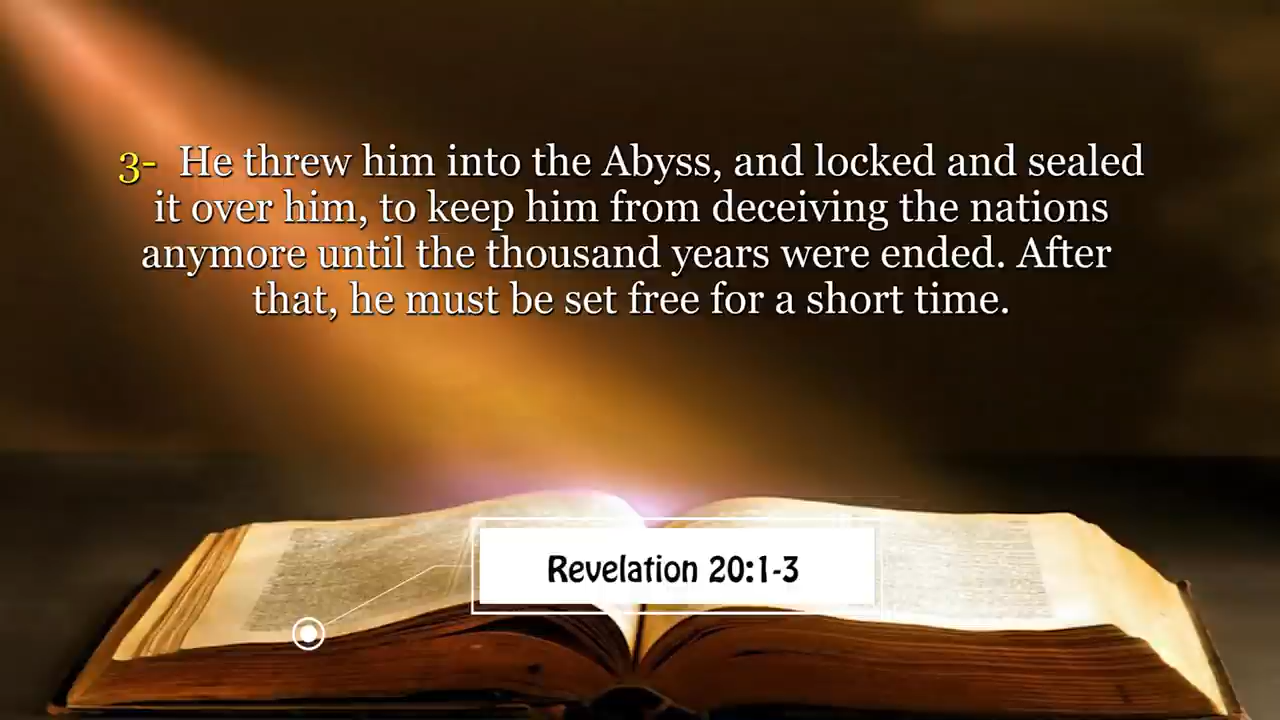 3- He threw him into the Abyss, and locked and sealed
it over him, to keep him from deceiving the nations
anymore until the thousand years were ended. After
that, he must be set free for a short time.
Revelation 20:1-3